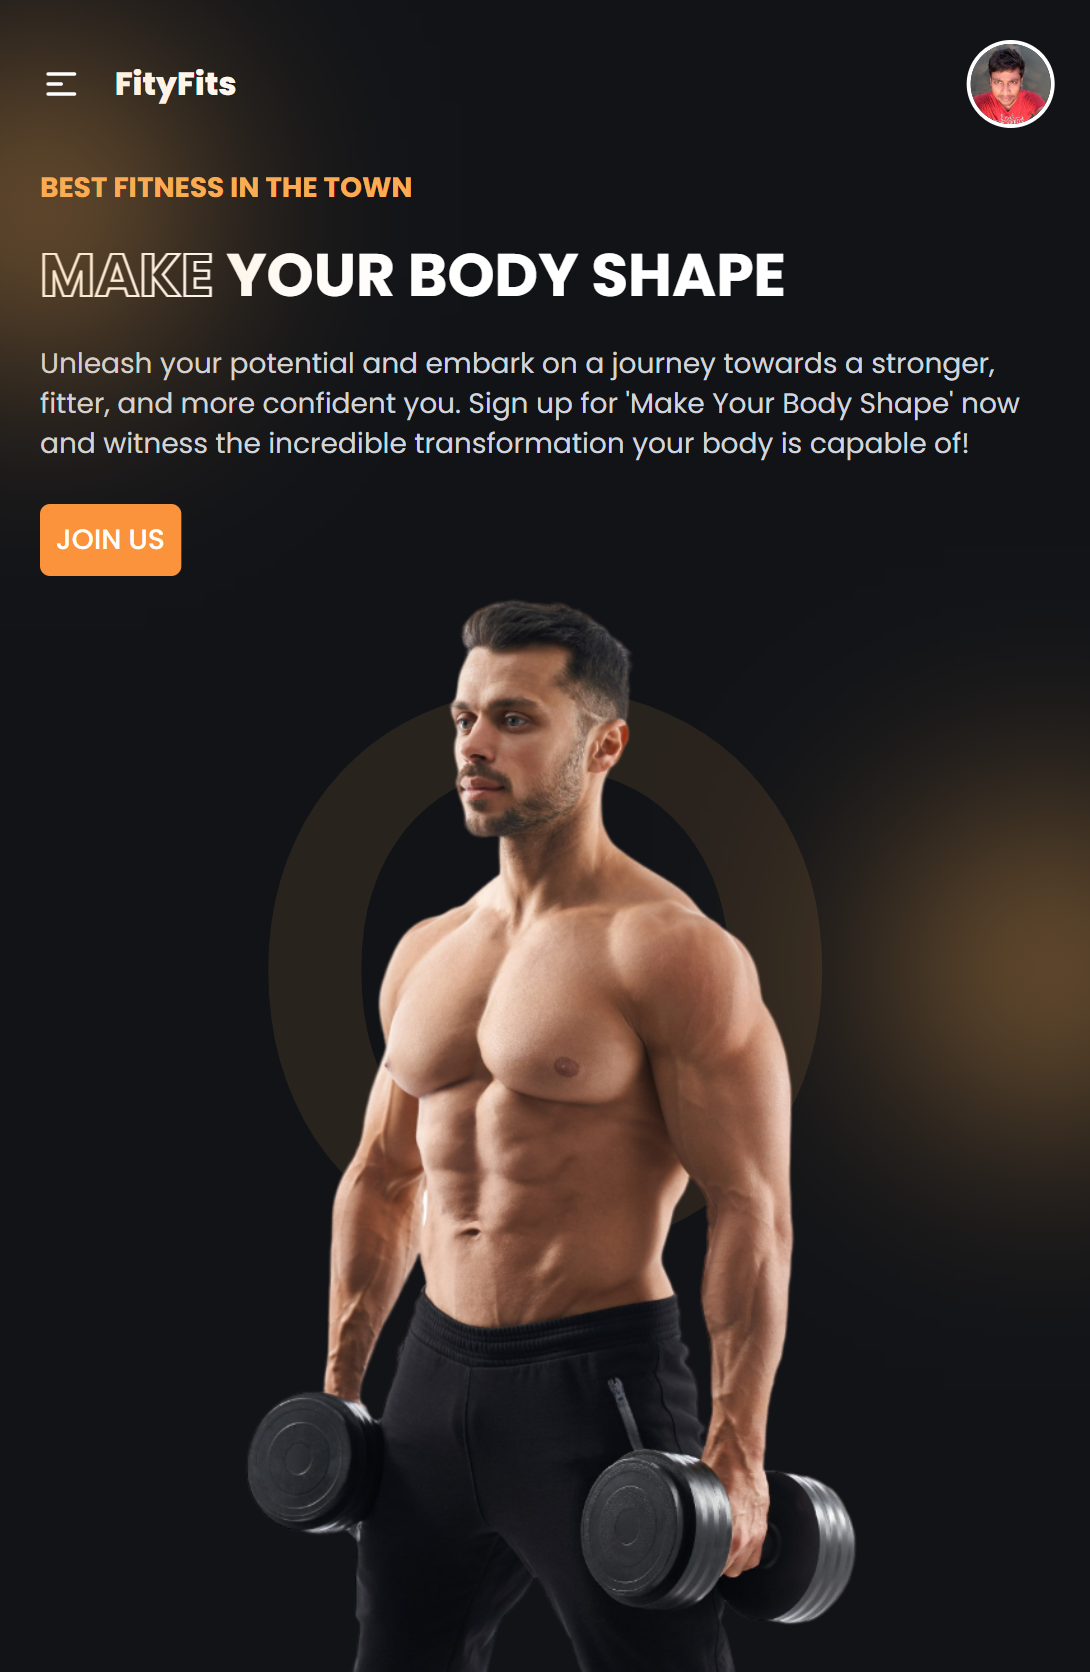 FityFits
BEST FITNESS IN THE TOWN
MAKE YOUR BODY SHAPE
Unleash your potential and embark on a journey towards a stronger,
fitter, and more confident you. Sign up for 'Make Your Body Shape' now
and witness the incredible transformation your body is capable of!
JOIN US